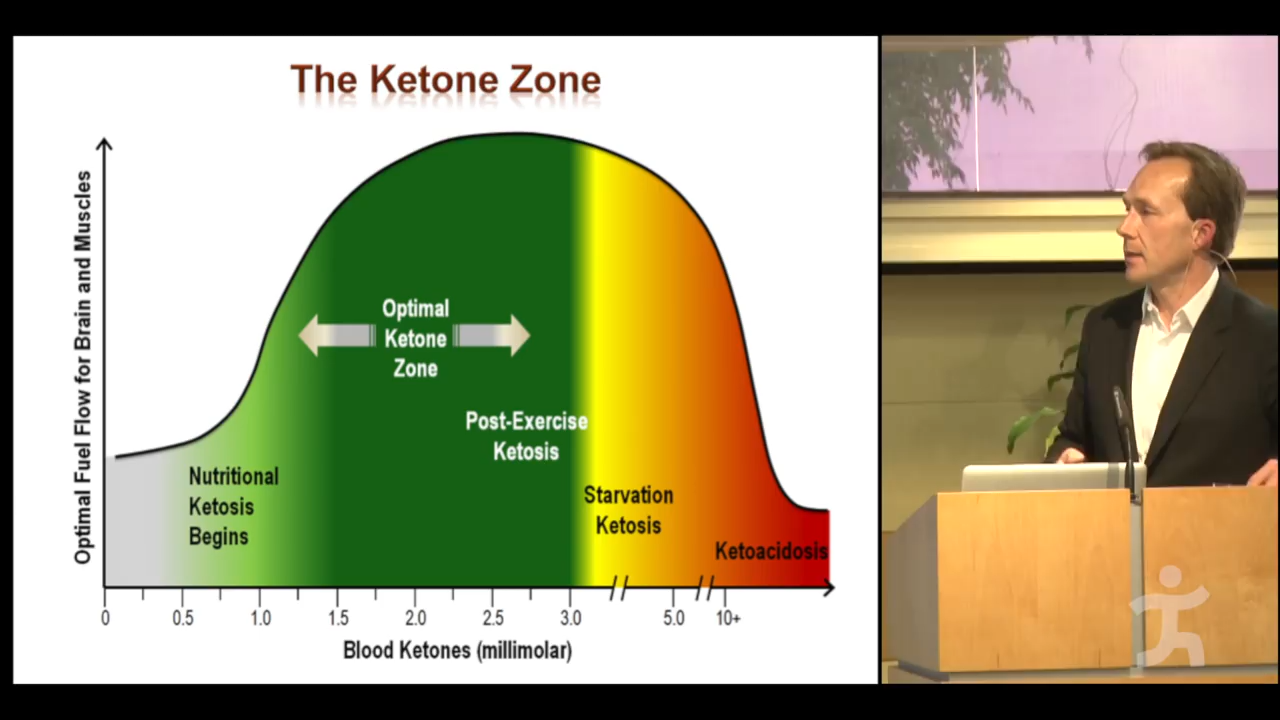 The Ketone Zone
Optimal Fuel Flow for Brain and Muscles
Optimal
Ketone
Zone
Post-Exercise
Ketosis
Nutritional
Ketosis
Begins
Starvation
Ketosis
Ketoacidosis
0 0.5 1.0 1.5 2.0 2.5 3.0 5.0 10+
Blood Ketones (millimolar)